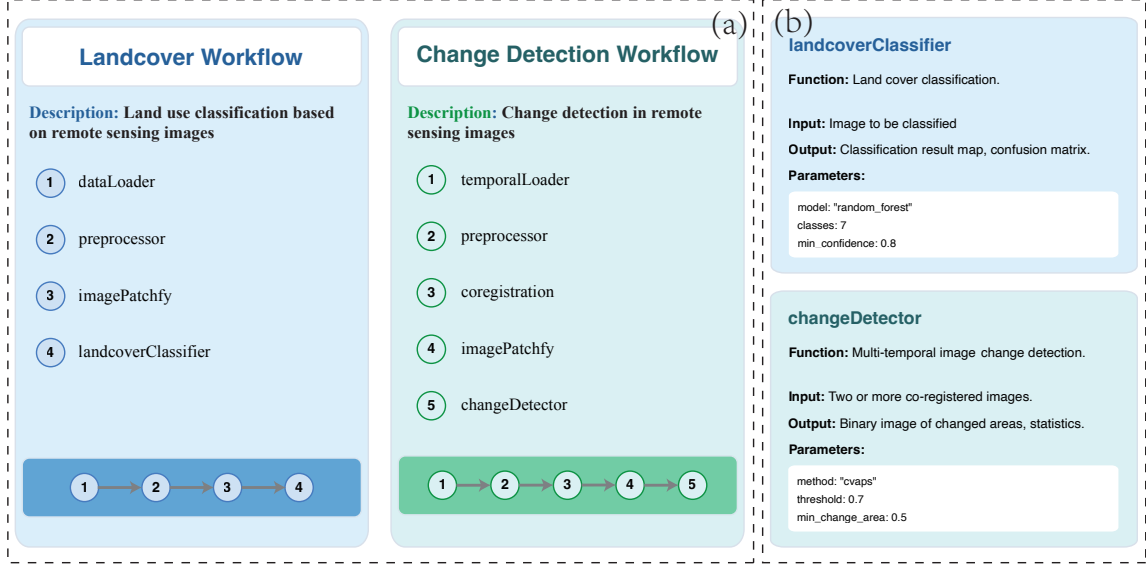 (a)
Landcover Workflow
Description: Land use classification based
on remote sensing images
1 dataLoader
2 preprocessor
3 imagePatchfy
4 landcoverClassifier
1 2 3 4
Change Detection Workflow
Description: Change detection in remote
sensing images
1 temporalLoader
2 preprocessor
3 coregistration
4 imagePatchfy
5 changeDetector
1 2 3 4 5
(b)
landcoverClassifier
Function: Land cover classification.
Input: Image to be classified
Output: Classification result map, confusion matrix.
Parameters:
model: "random_forest"
classes: 7
min_confidence: 0.8
changeDetector
Function: Multi-temporal image change detection.
Input: Two or more co-registered images.
Output: Binary image of changed areas, statistics.
Parameters:
method: "cvaps"
threshold: 0.7
min_change_area: 0.5